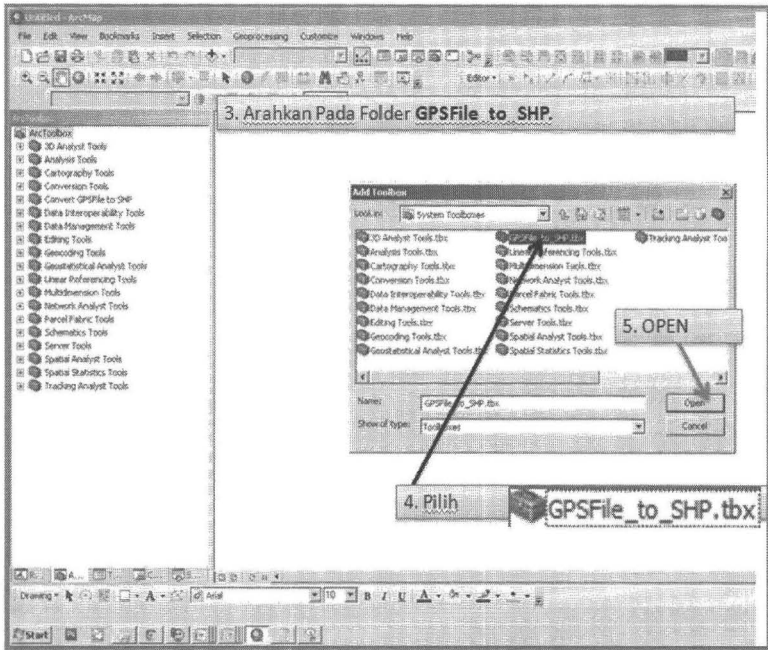 Untitled - ArcMap
File Edit View Bookmarks Insert Selection Geoprocessing Customize Windows Help
Editor
3. Arahkan Pada Folder GPSFile_to_SHP.
ArcToolbox
3D Analyst Tools
Analysis Tools
Cartography Tools
Conversion Tools
Convert GPSFile to SHP
Data Interoperability Tools
Data Management Tools
Editing Tools
Geocoding Tools
Geostatistical Analyst Tools
Linear Referencing Tools
Multidimension Tools
Network Analyst Tools
Parcel Fabric Tools
Schematics Tools
Server Tools
Spatial Analyst Tools
Spatial Statistics Tools
Tracking Analyst Tools
Add Toolbox
Look in: System Toolboxes
3D Analyst Tools.tbx GPSFile_to_SHP.tbx Tracking Analyst Too
Analysis Tools.tbx Linear Referencing Tools.tbx
Cartography Tools.tbx Multidimension Tools.tbx
Conversion Tools.tbx Network Analyst Tools.tbx
Data Interoperability Tools.tbx Parcel Fabric Tools.tbx
Data Management Tools.tbx Schematics Tools.tbx
Editing Tools.tbx Server Tools.tbx
Geocoding Tools.tbx Spatial Analyst Tools.tbx
Geostatistical Analyst Tools.tbx Spatial Statistics Tools.tbx
5. OPEN
Name: GPSFile_to_SHP.tbx Open
Show of type: Toolboxes Cancel
4. Pilih GPSFile_to_SHP.tbx
R... A... T... C... S...
Drawing A Arial 10 B I U A
Start